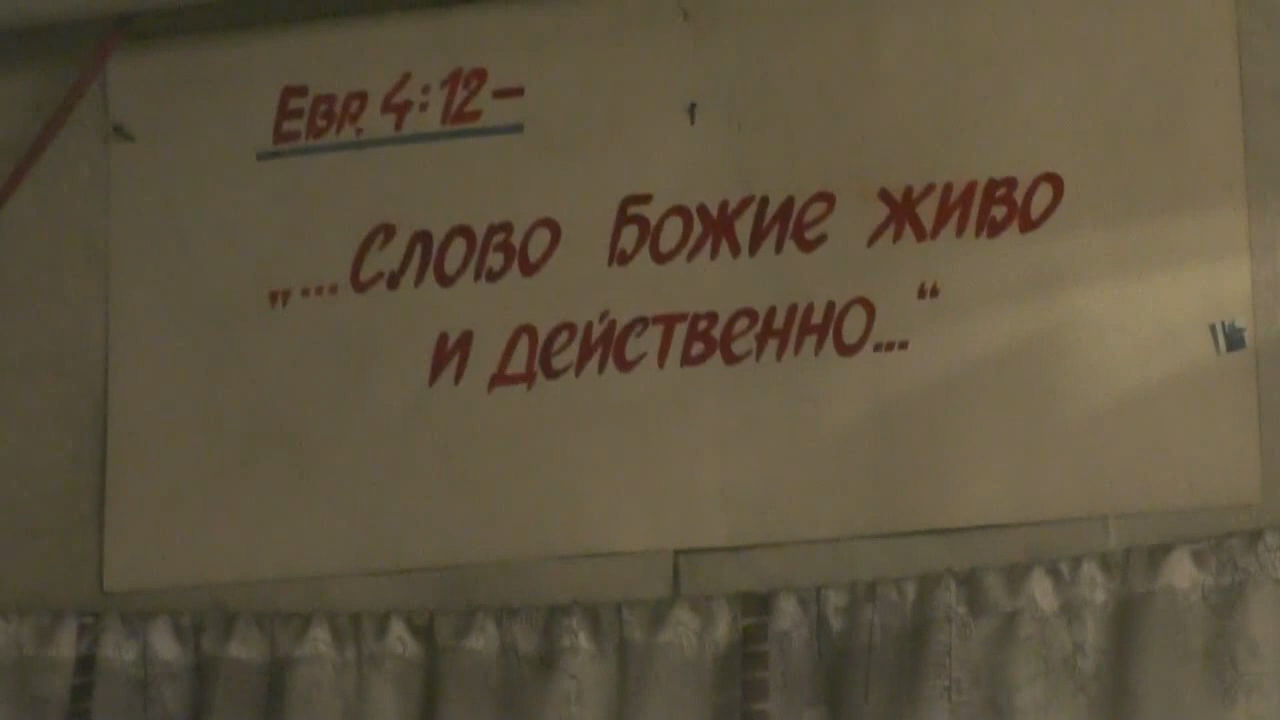 Евр. 4:12-
„...Слово Божие живо
и действенно..."